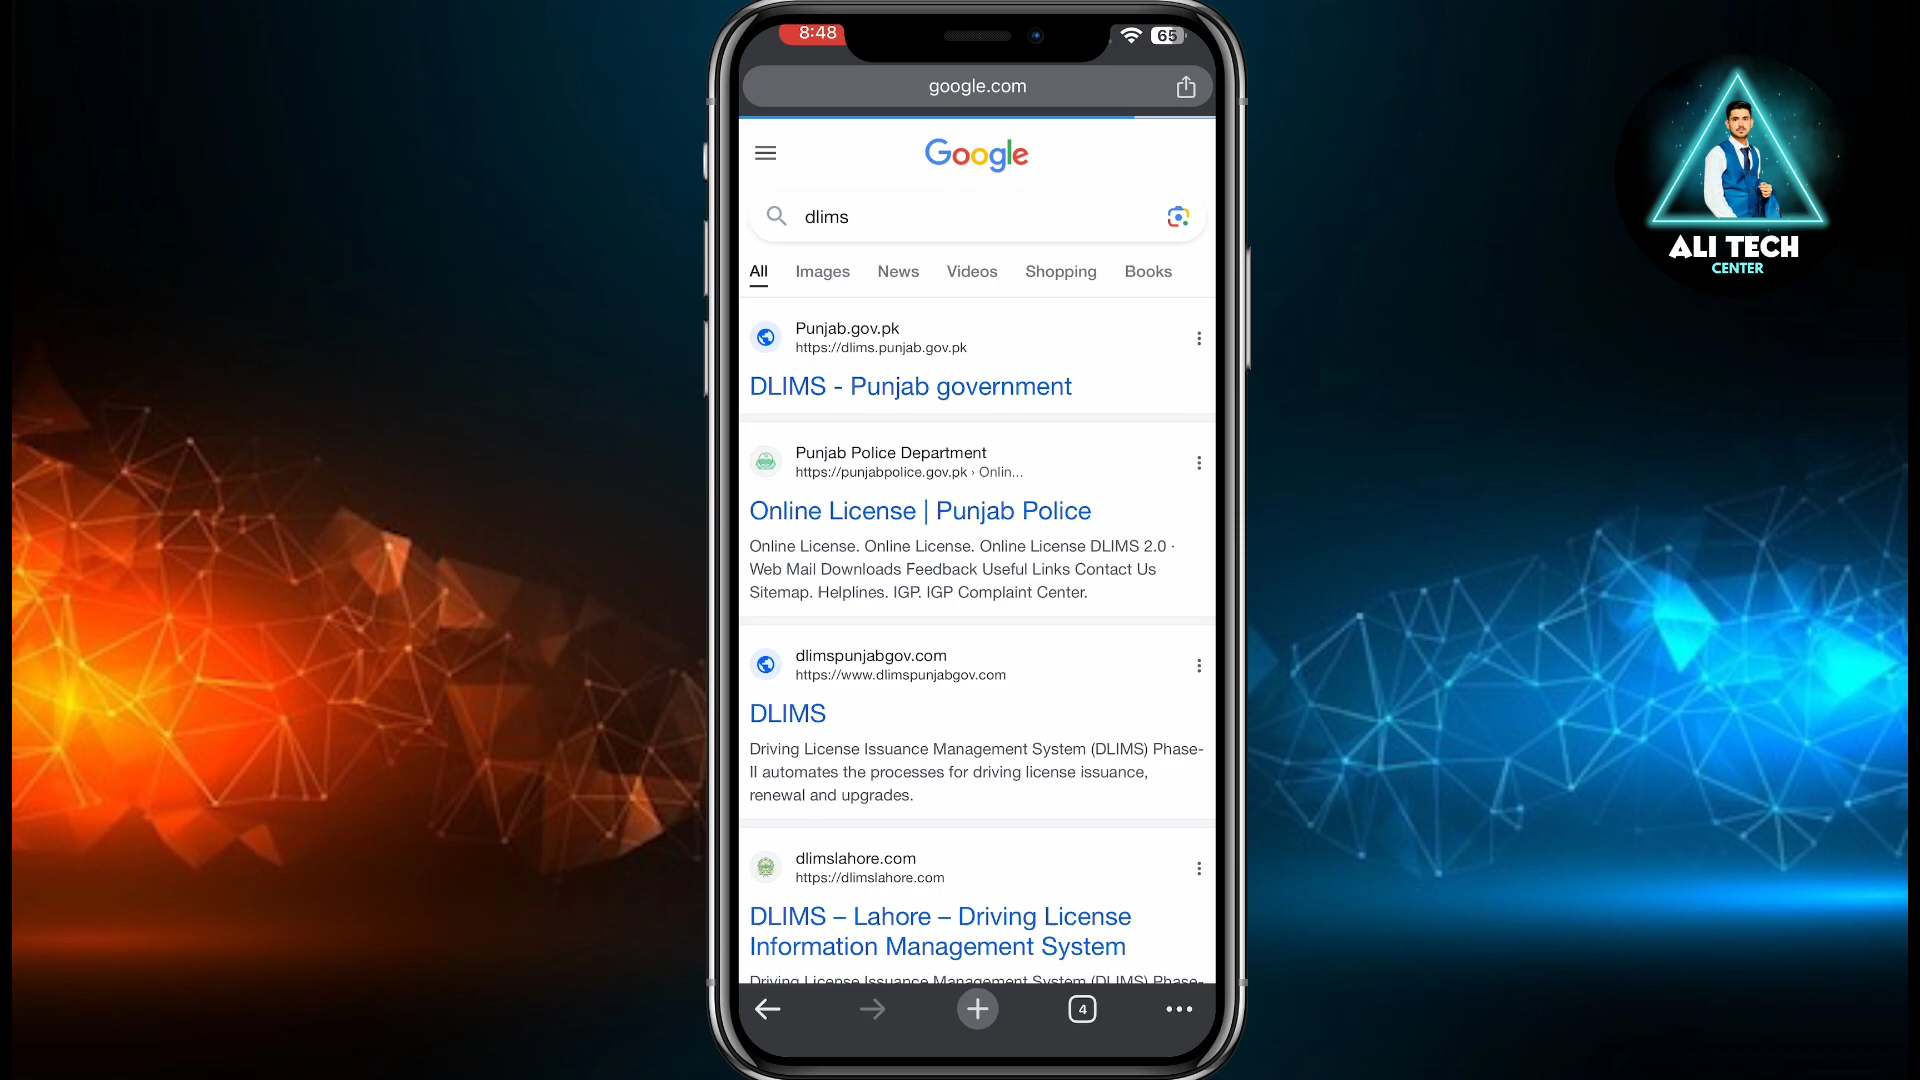 8:48
65
google.com
Google
dlims
All Images News Videos Shopping Books
Punjab.gov.pk
https://dlims.punjab.gov.pk
DLIMS - Punjab government
Punjab Police Department
https://punjabpolice.gov.pk › Onlin...
Online License | Punjab Police
Online License. Online License. Online License DLIMS 2.0 ·
Web Mail Downloads Feedback Useful Links Contact Us
Sitemap. Helplines. IGP. IGP Complaint Center.
dlimspunjabgov.com
https://www.dlimspunjabgov.com
DLIMS
Driving License Issuance Management System (DLIMS) Phase-
II automates the processes for driving license issuance,
renewal and upgrades.
dlimslahore.com
https://dlimslahore.com
DLIMS – Lahore – Driving License
Information Management System
Driving License Issuance Management System (DLIMS) Phase-
4
ALI TECH
CENTER